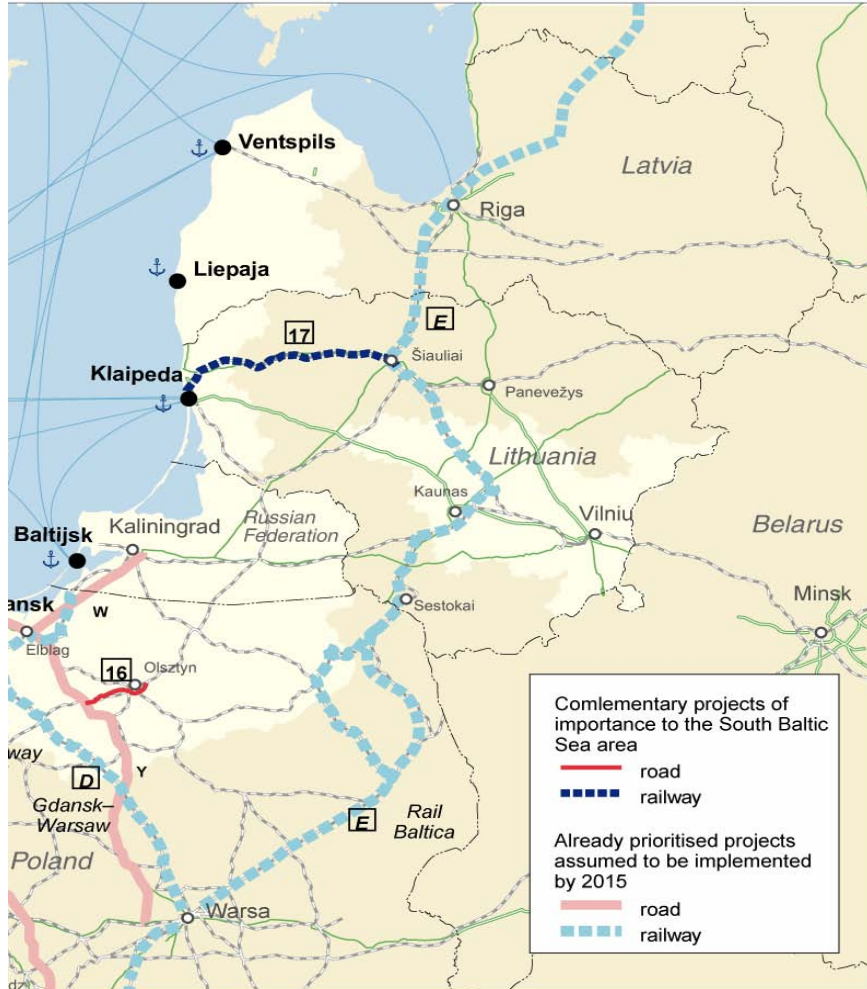 Ventspils
Latvia
Riga
Liepaja
E
17
Šiauliai
Klaipeda
Panevežys
Lithuania
Kaunas
Vilniu
Russian
Federation
Kaliningrad
Belarus
Baltijsk
Minsk
ansk
W
Sestokai
Elblag
16
Olsztyn
way
Y
D
Gdansk–
Warsaw
E
Rail
Baltica
Poland
Warsa
dz
Comlementary projects of
importance to the South Baltic
Sea area
road
railway
Already prioritised projects
assumed to be implemented
by 2015
road
railway